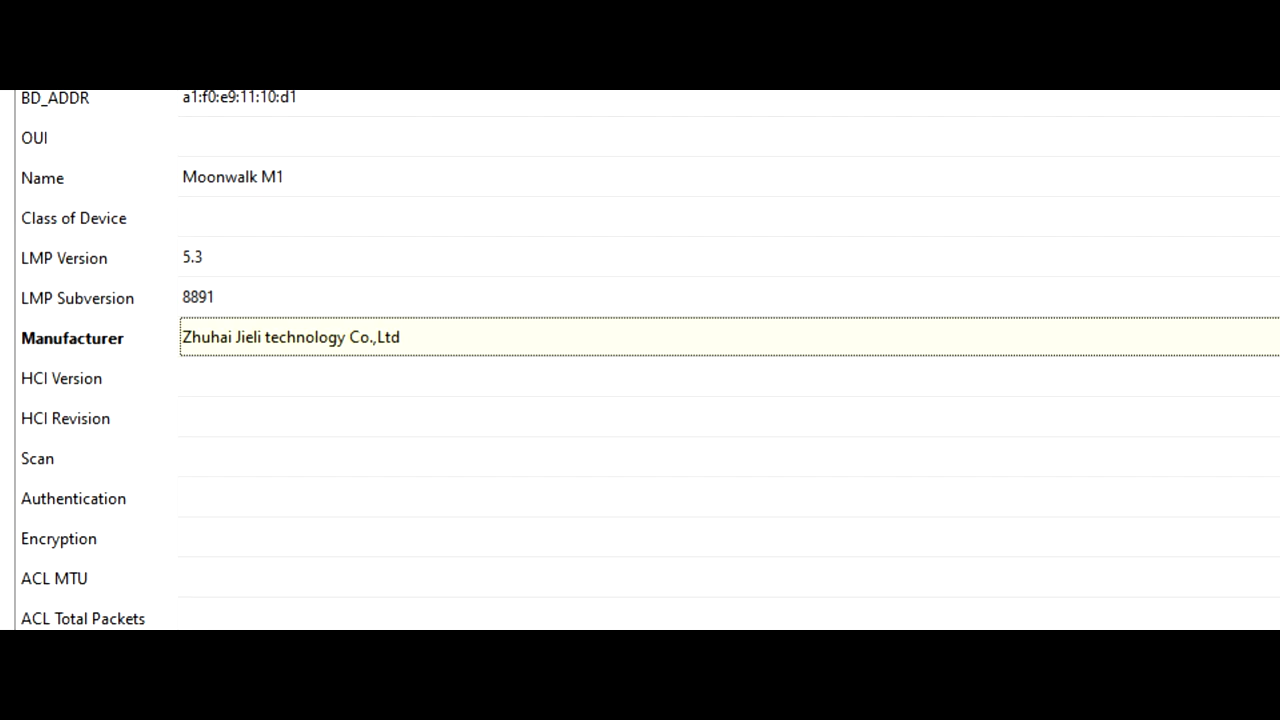 BD_ADDR a1:f0:e9:11:10:d1
OUI
Name Moonwalk M1
Class of Device
LMP Version 5.3
LMP Subversion 8891
Manufacturer Zhuhai Jieli technology Co.,Ltd
HCI Version
HCI Revision
Scan
Authentication
Encryption
ACL MTU
ACL Total Packets